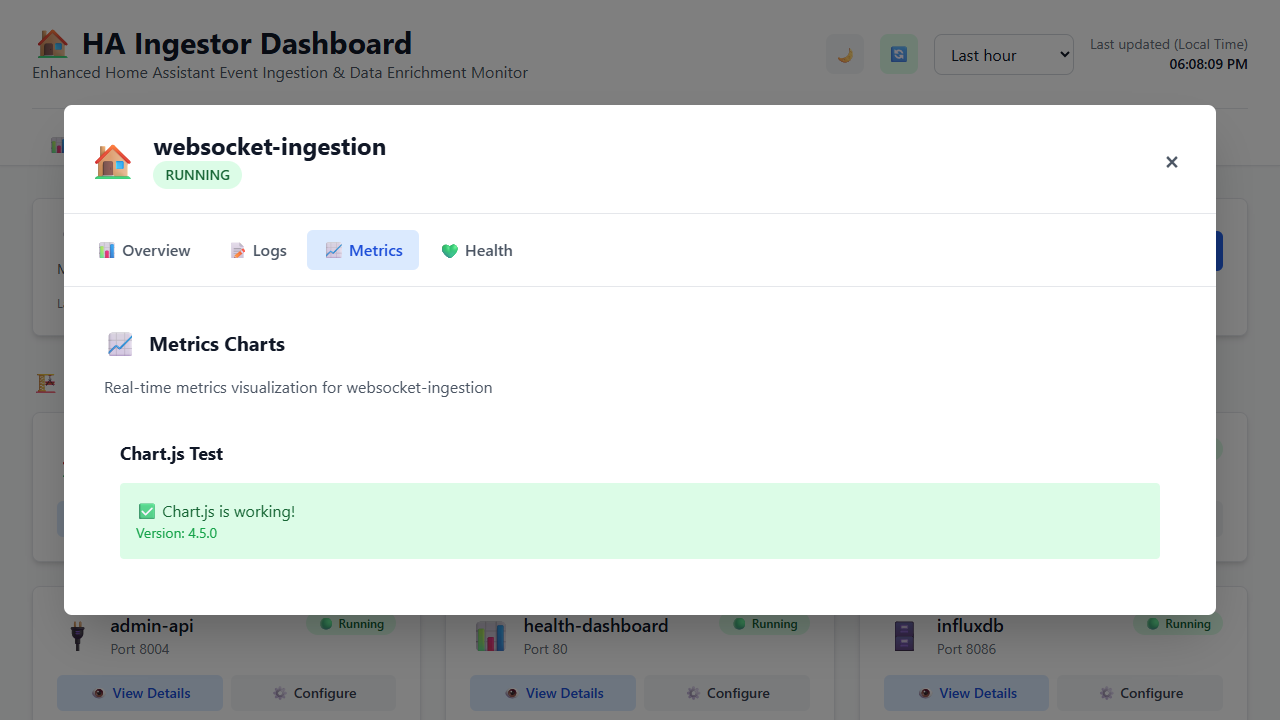 HA Ingestor Dashboard
Enhanced Home Assistant Event Ingestion & Data Enrichment Monitor
Last hour
Last updated (Local Time)
06:08:09 PM
websocket-ingestion
RUNNING
×
Overview
Logs
Metrics
Health
Metrics Charts
Real-time metrics visualization for websocket-ingestion
Chart.js Test
✅ Chart.js is working!
Version: 4.5.0
admin-api
Running
Port 8004
View Details
Configure
health-dashboard
Running
Port 80
View Details
Configure
influxdb
Running
Port 8086
View Details
Configure